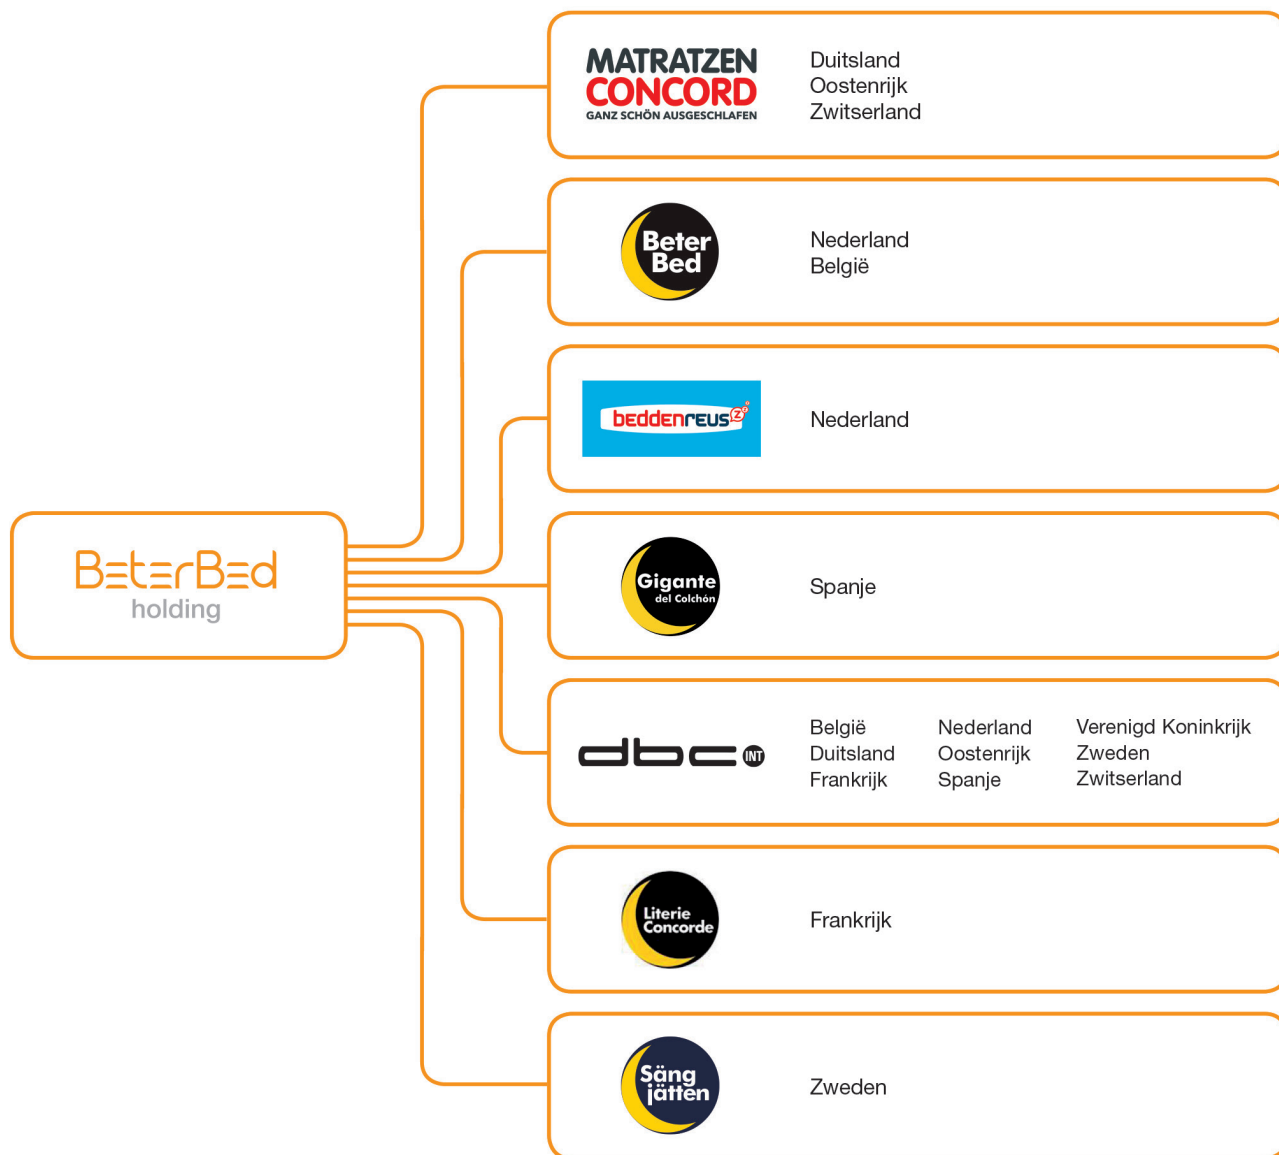 MATRATZEN
CONCORD
GANZ SCHÖN AUSGESCHLAFEN
Duitsland
Oostenrijk
Zwitserland
Beter
Bed
Nederland
België
beddenreus
Nederland
BeterBed
holding
Gigante
del Colchón
Spanje
dbc INT
België
Duitsland
Frankrijk
Nederland
Oostenrijk
Spanje
Verenigd Koninkrijk
Zweden
Zwitserland
Literie
Concorde
Frankrijk
Säng
jätten
Zweden